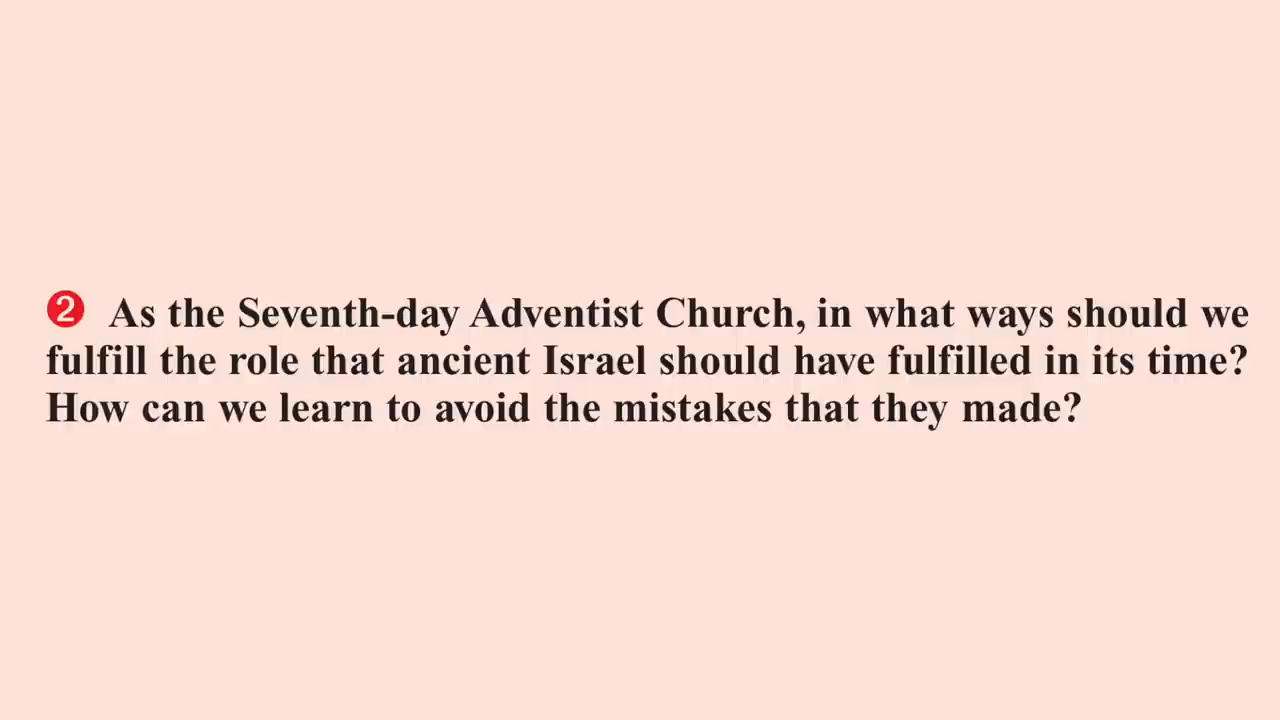 ❷ As the Seventh-day Adventist Church, in what ways should we
fulfill the role that ancient Israel should have fulfilled in its time?
How can we learn to avoid the mistakes that they made?